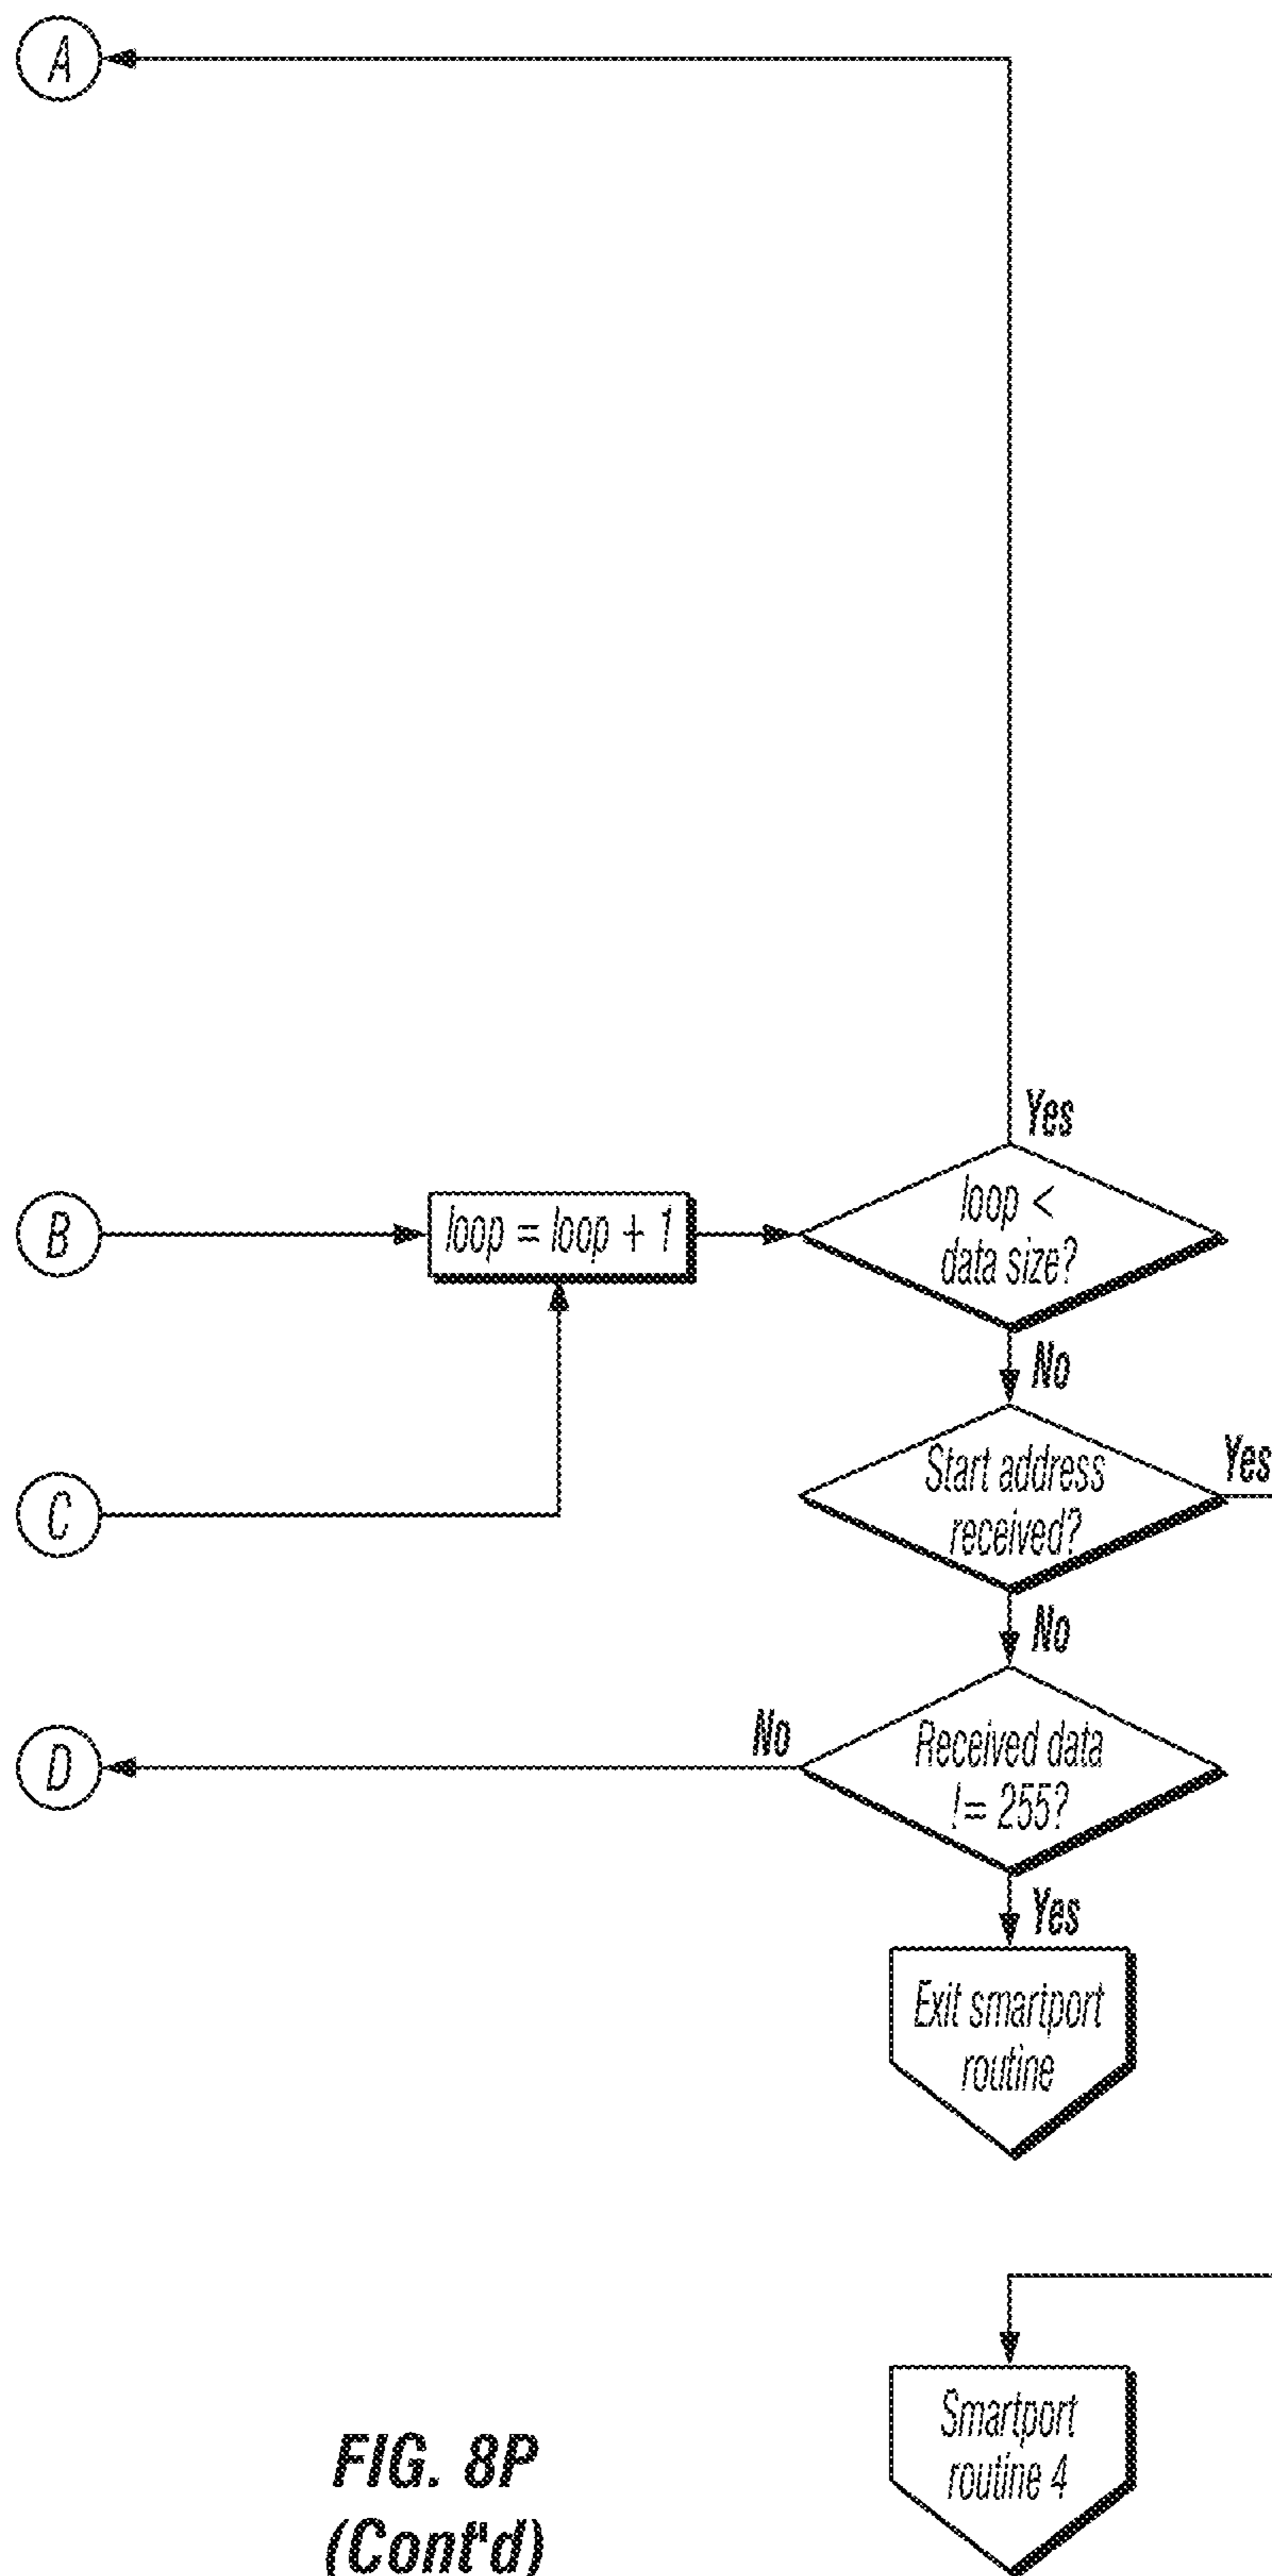 A
Yes
B
loop = loop + 1
loop <
data size?
No
C
Start address
received?
Yes
No
D
No
Received data
!= 255?
Yes
Exit smartport
routine
Smartport
routine 4
FIG. 8P
(Cont'd)